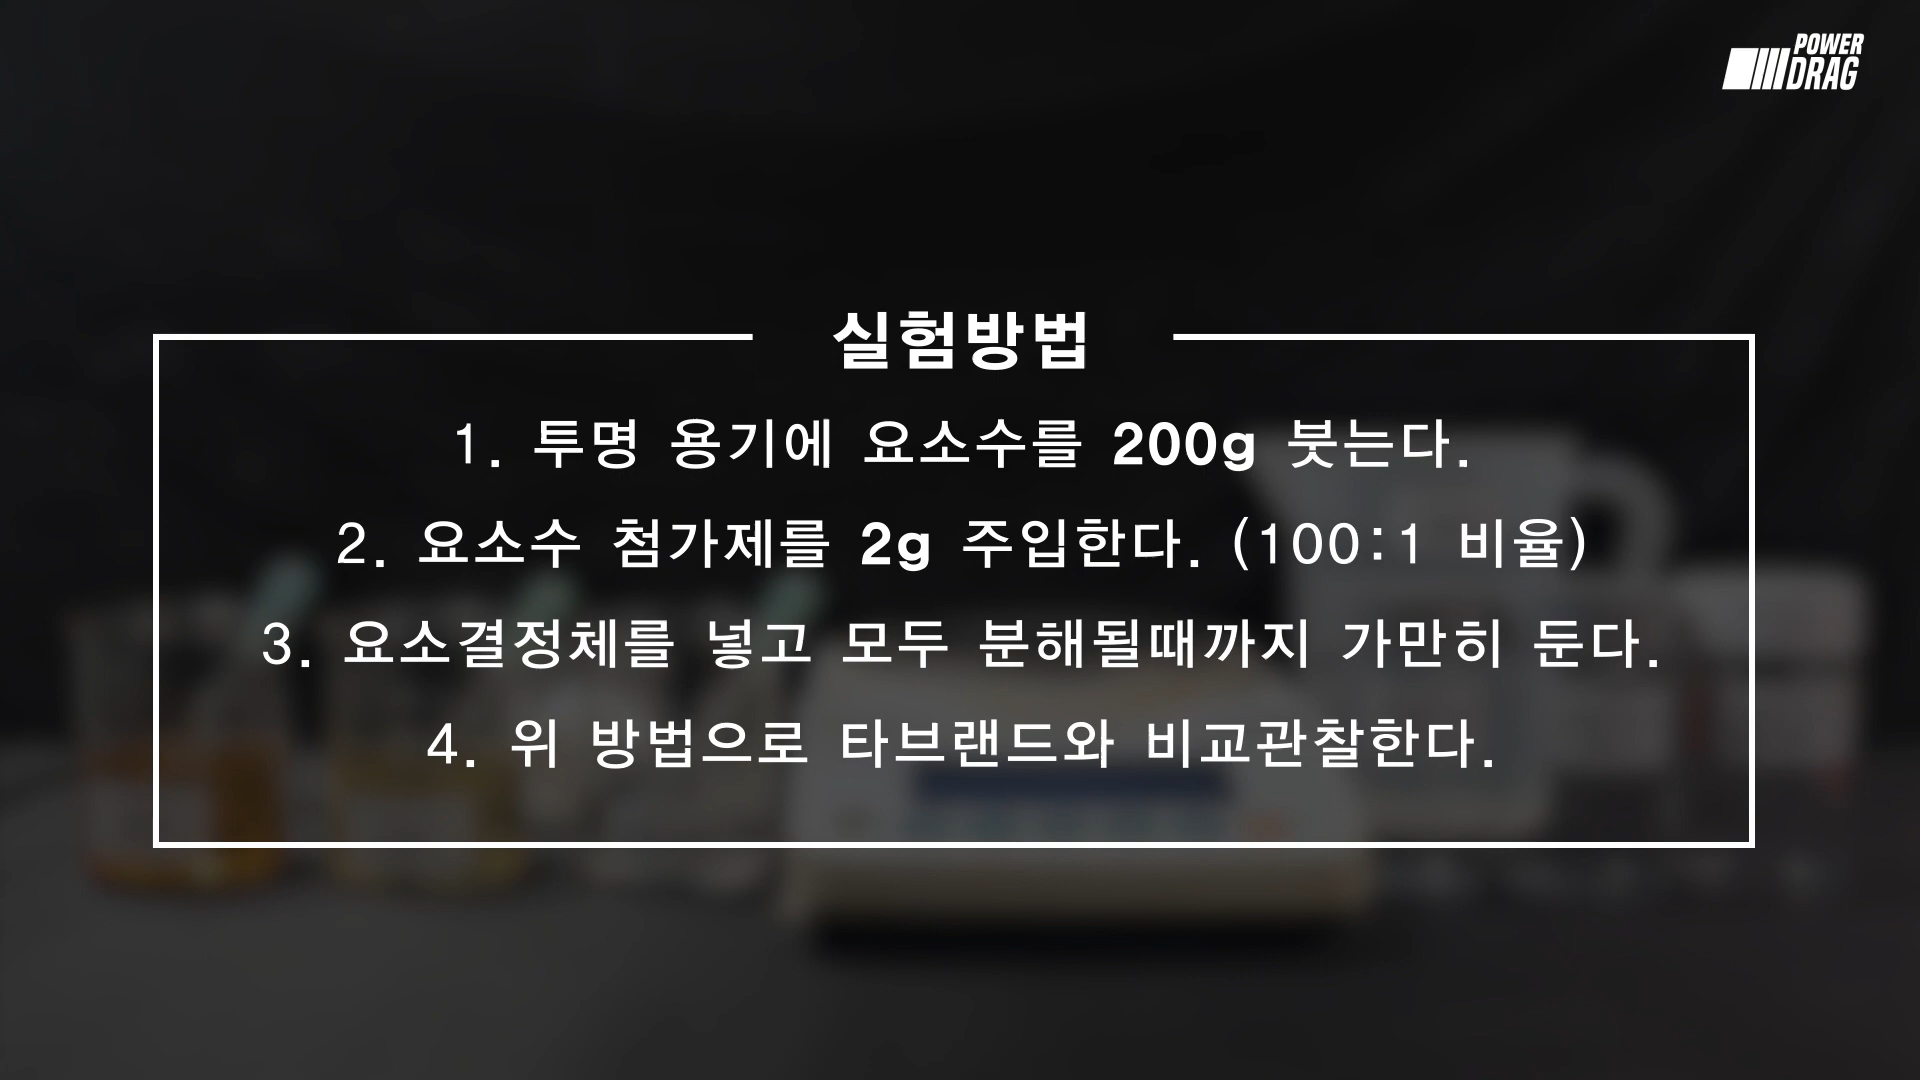 POWER
DRAG
실험방법
1. 투명 용기에 요소수를 200g 붓는다.
2. 요소수 첨가제를 2g 주입한다. (100:1 비율)
3. 요소결정체를 넣고 모두 분해될때까지 가만히 둔다.
4. 위 방법으로 타브랜드와 비교관찰한다.